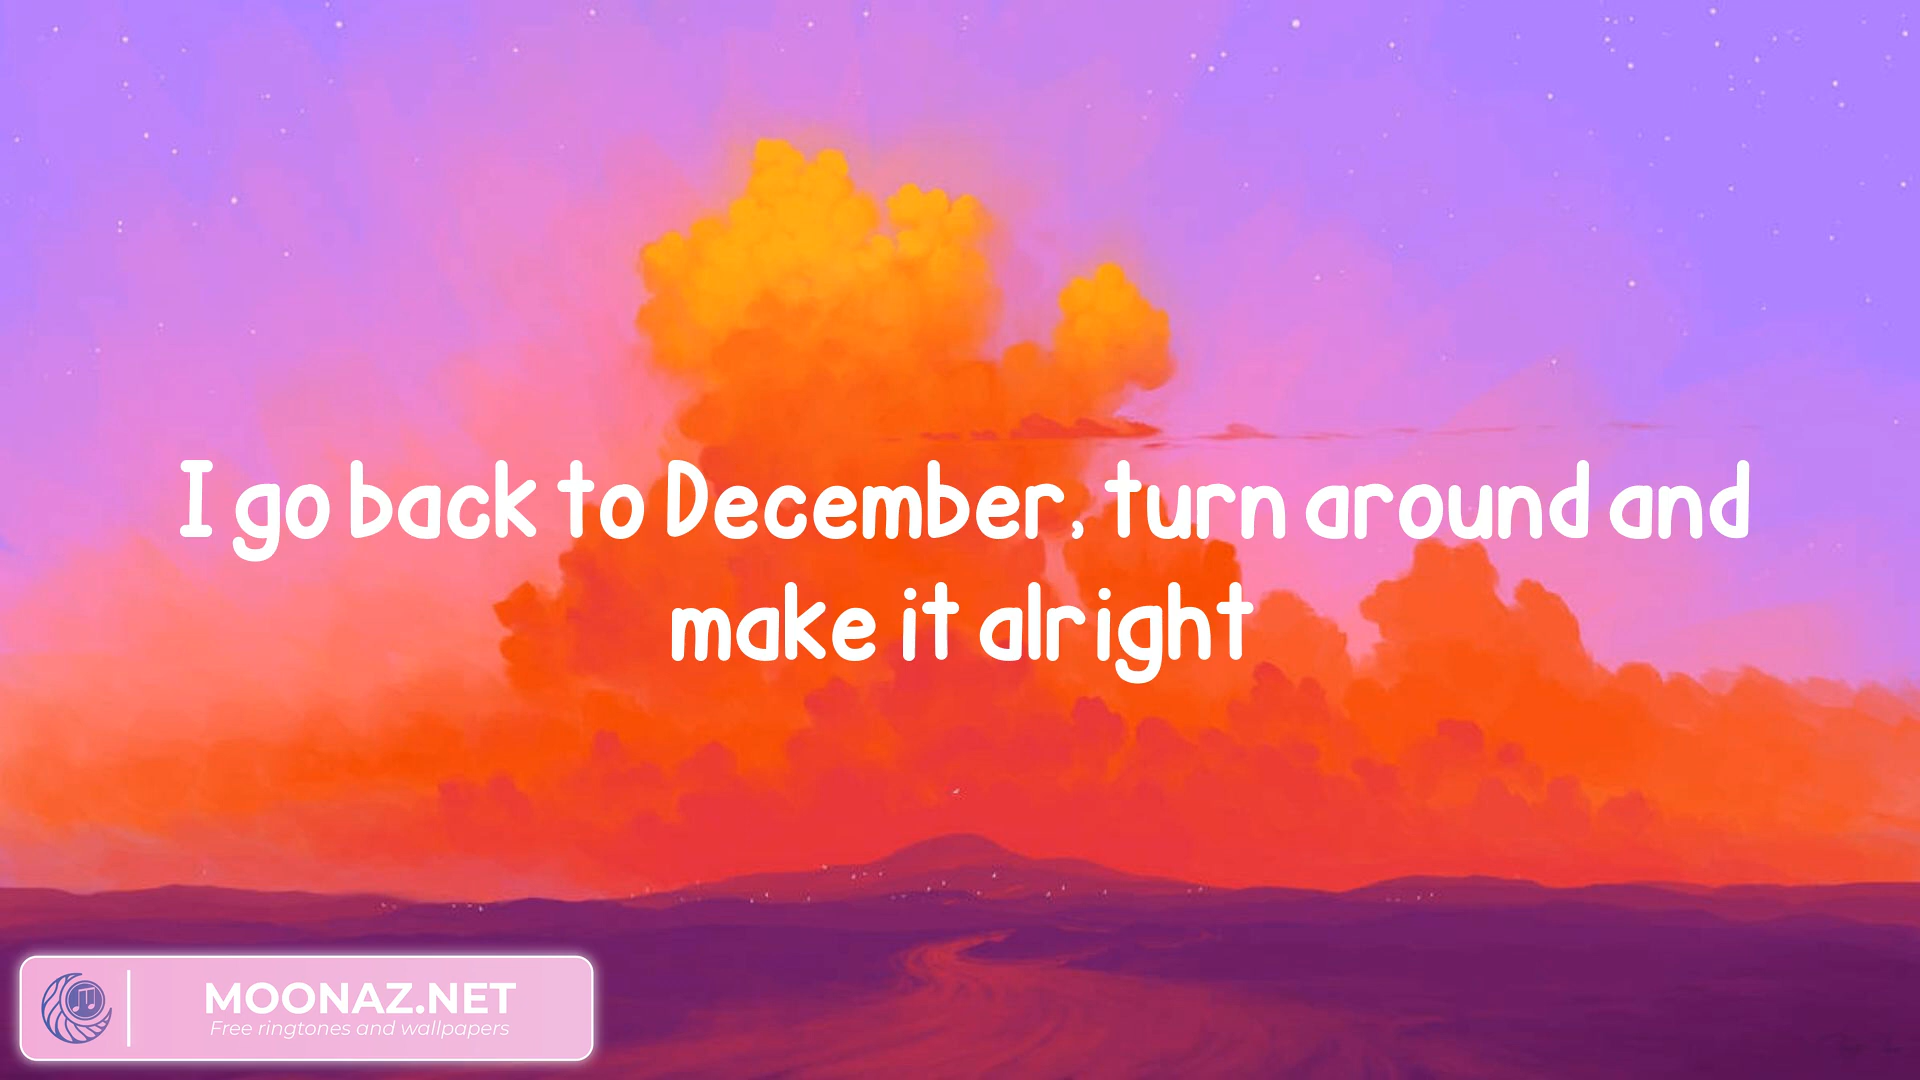 I go back to December, turn around and
make it alright
MOONAZ.NET
Free ringtones and wallpapers